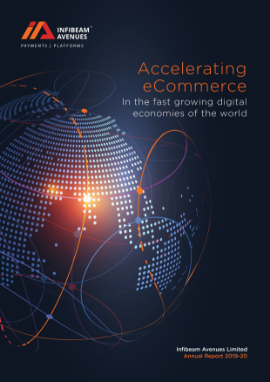 INFIBEAM™
AVENUES
PAYMENTS | PLATFORMS
Accelerating
eCommerce
In the fast growing digital
economies of the world
Infibeam Avenues Limited
Annual Report 2019-20